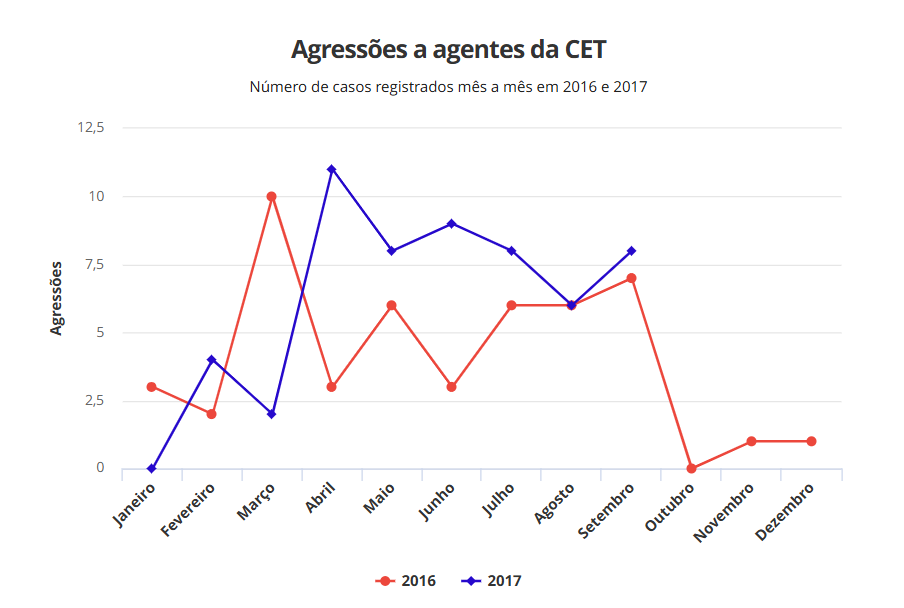 Agressões a agentes da CET
Número de casos registrados mês a mês em 2016 e 2017
Agressões
12,5
10
7,5
5
2,5
0
Janeiro
Fevereiro
Março
Abril
Maio
Junho
Julho
Agosto
Setembro
Outubro
Novembro
Dezembro
2016
2017